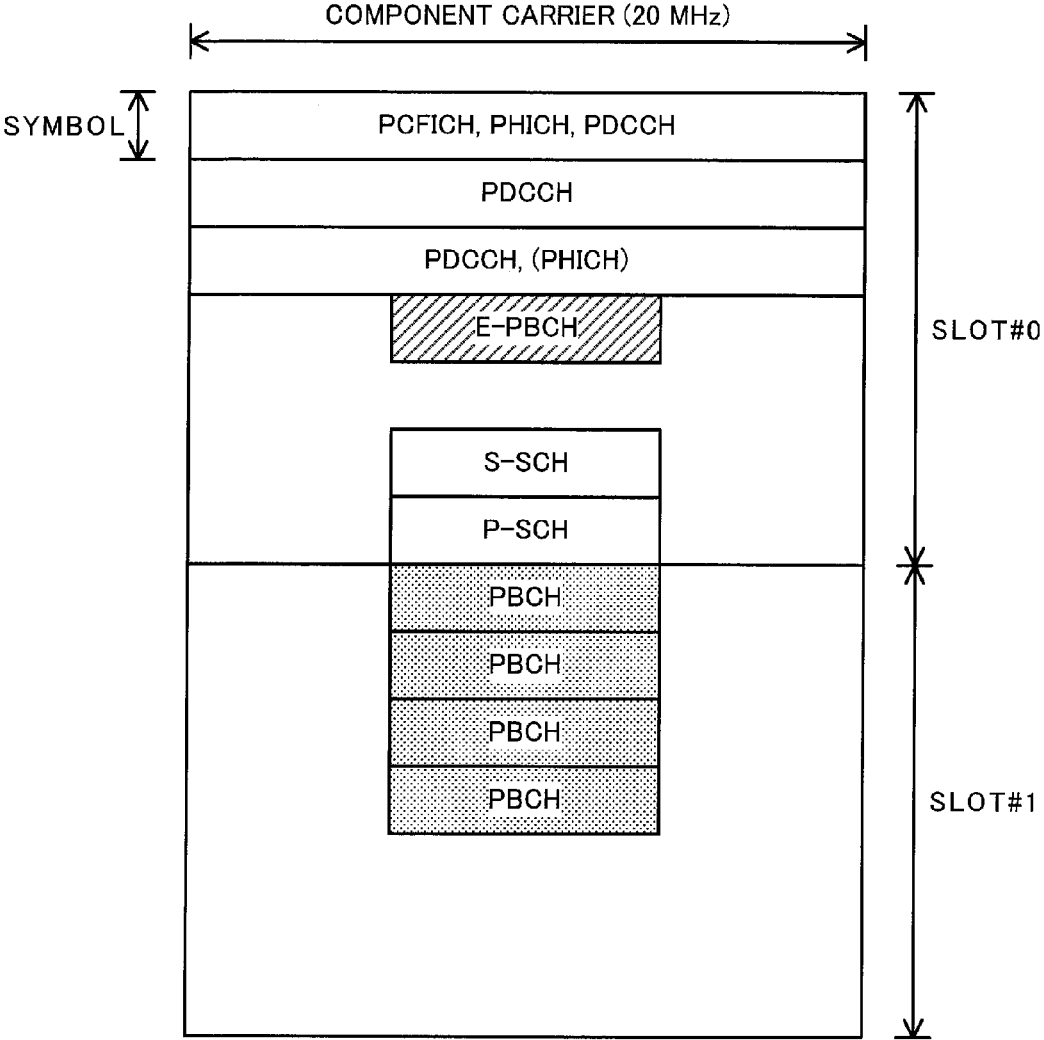 COMPONENT CARRIER (20 MHz)
SYMBOL
PCFICH, PHICH, PDCCH
PDCCH
PDCCH, (PHICH)
E-PBCH
SLOT#0
S-SCH
P-SCH
PBCH
PBCH
PBCH
PBCH
SLOT#1